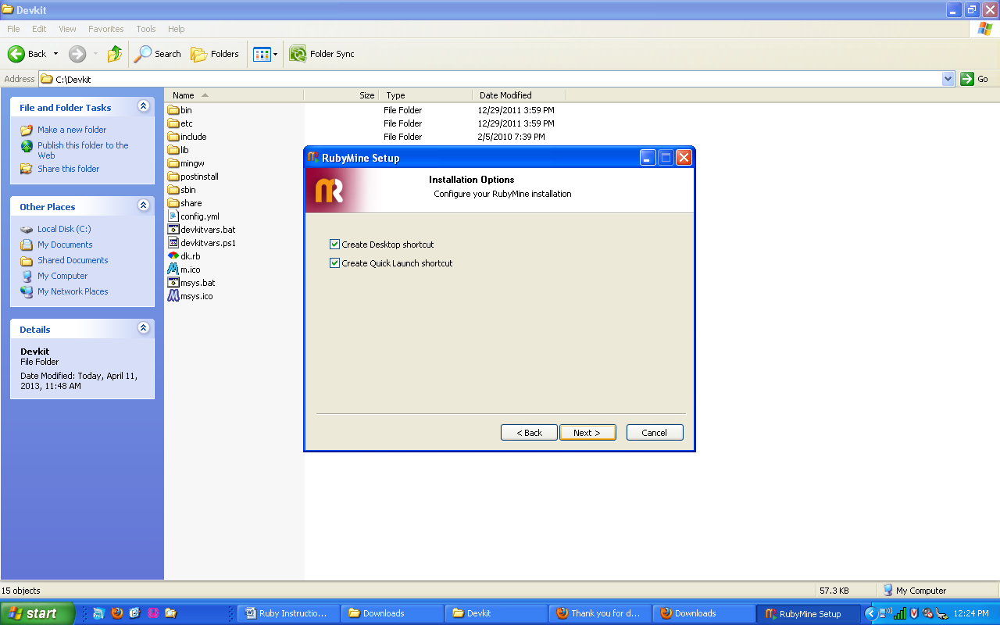 Devkit
File Edit View Favorites Tools Help
Back Search Folders Folder Sync
Address C:\Devkit Go
File and Folder Tasks
Make a new folder
Publish this folder to the
Web
Share this folder
Other Places
Local Disk (C:)
My Documents
Shared Documents
My Computer
My Network Places
Details
Devkit
File Folder
Date Modified: Today, April 11,
2013, 11:48 AM
Name Size Type Date Modified
bin File Folder 12/29/2011 3:59 PM
etc File Folder 12/29/2011 3:59 PM
include File Folder 2/5/2010 7:39 PM
lib
mingw
postinstall
sbin
share
config.yml
devkitvars.bat
devkitvars.ps1
dk.rb
m.ico
msys.bat
msys.ico
RubyMine Setup
Installation Options
Configure your RubyMine installation
Create Desktop shortcut
Create Quick Launch shortcut
< Back Next > Cancel
15 objects 57.3 KB My Computer
start Ruby Instructio... Downloads Devkit Thank you for d... Downloads RubyMine Setup 12:24 PM